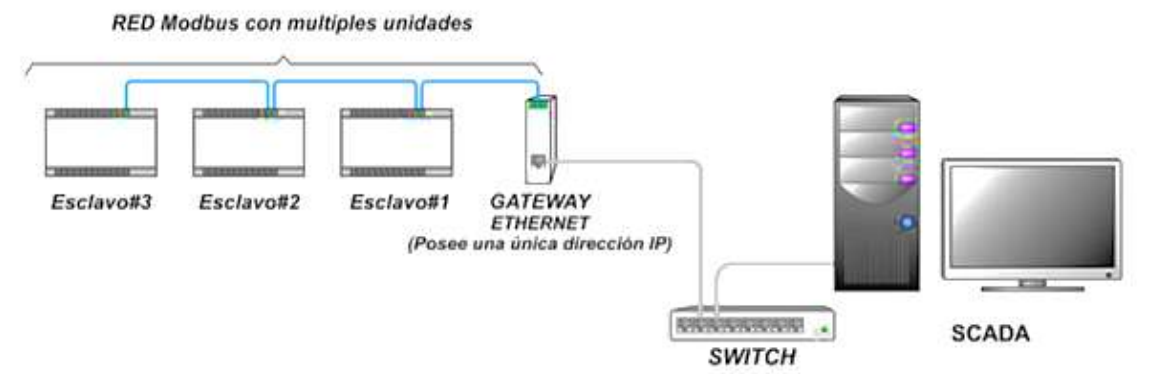 RED Modbus con multiples unidades
Esclavo#3
Esclavo#2
Esclavo#1
GATEWAY
ETHERNET
(Posee una única dirección IP)
SWITCH
SCADA